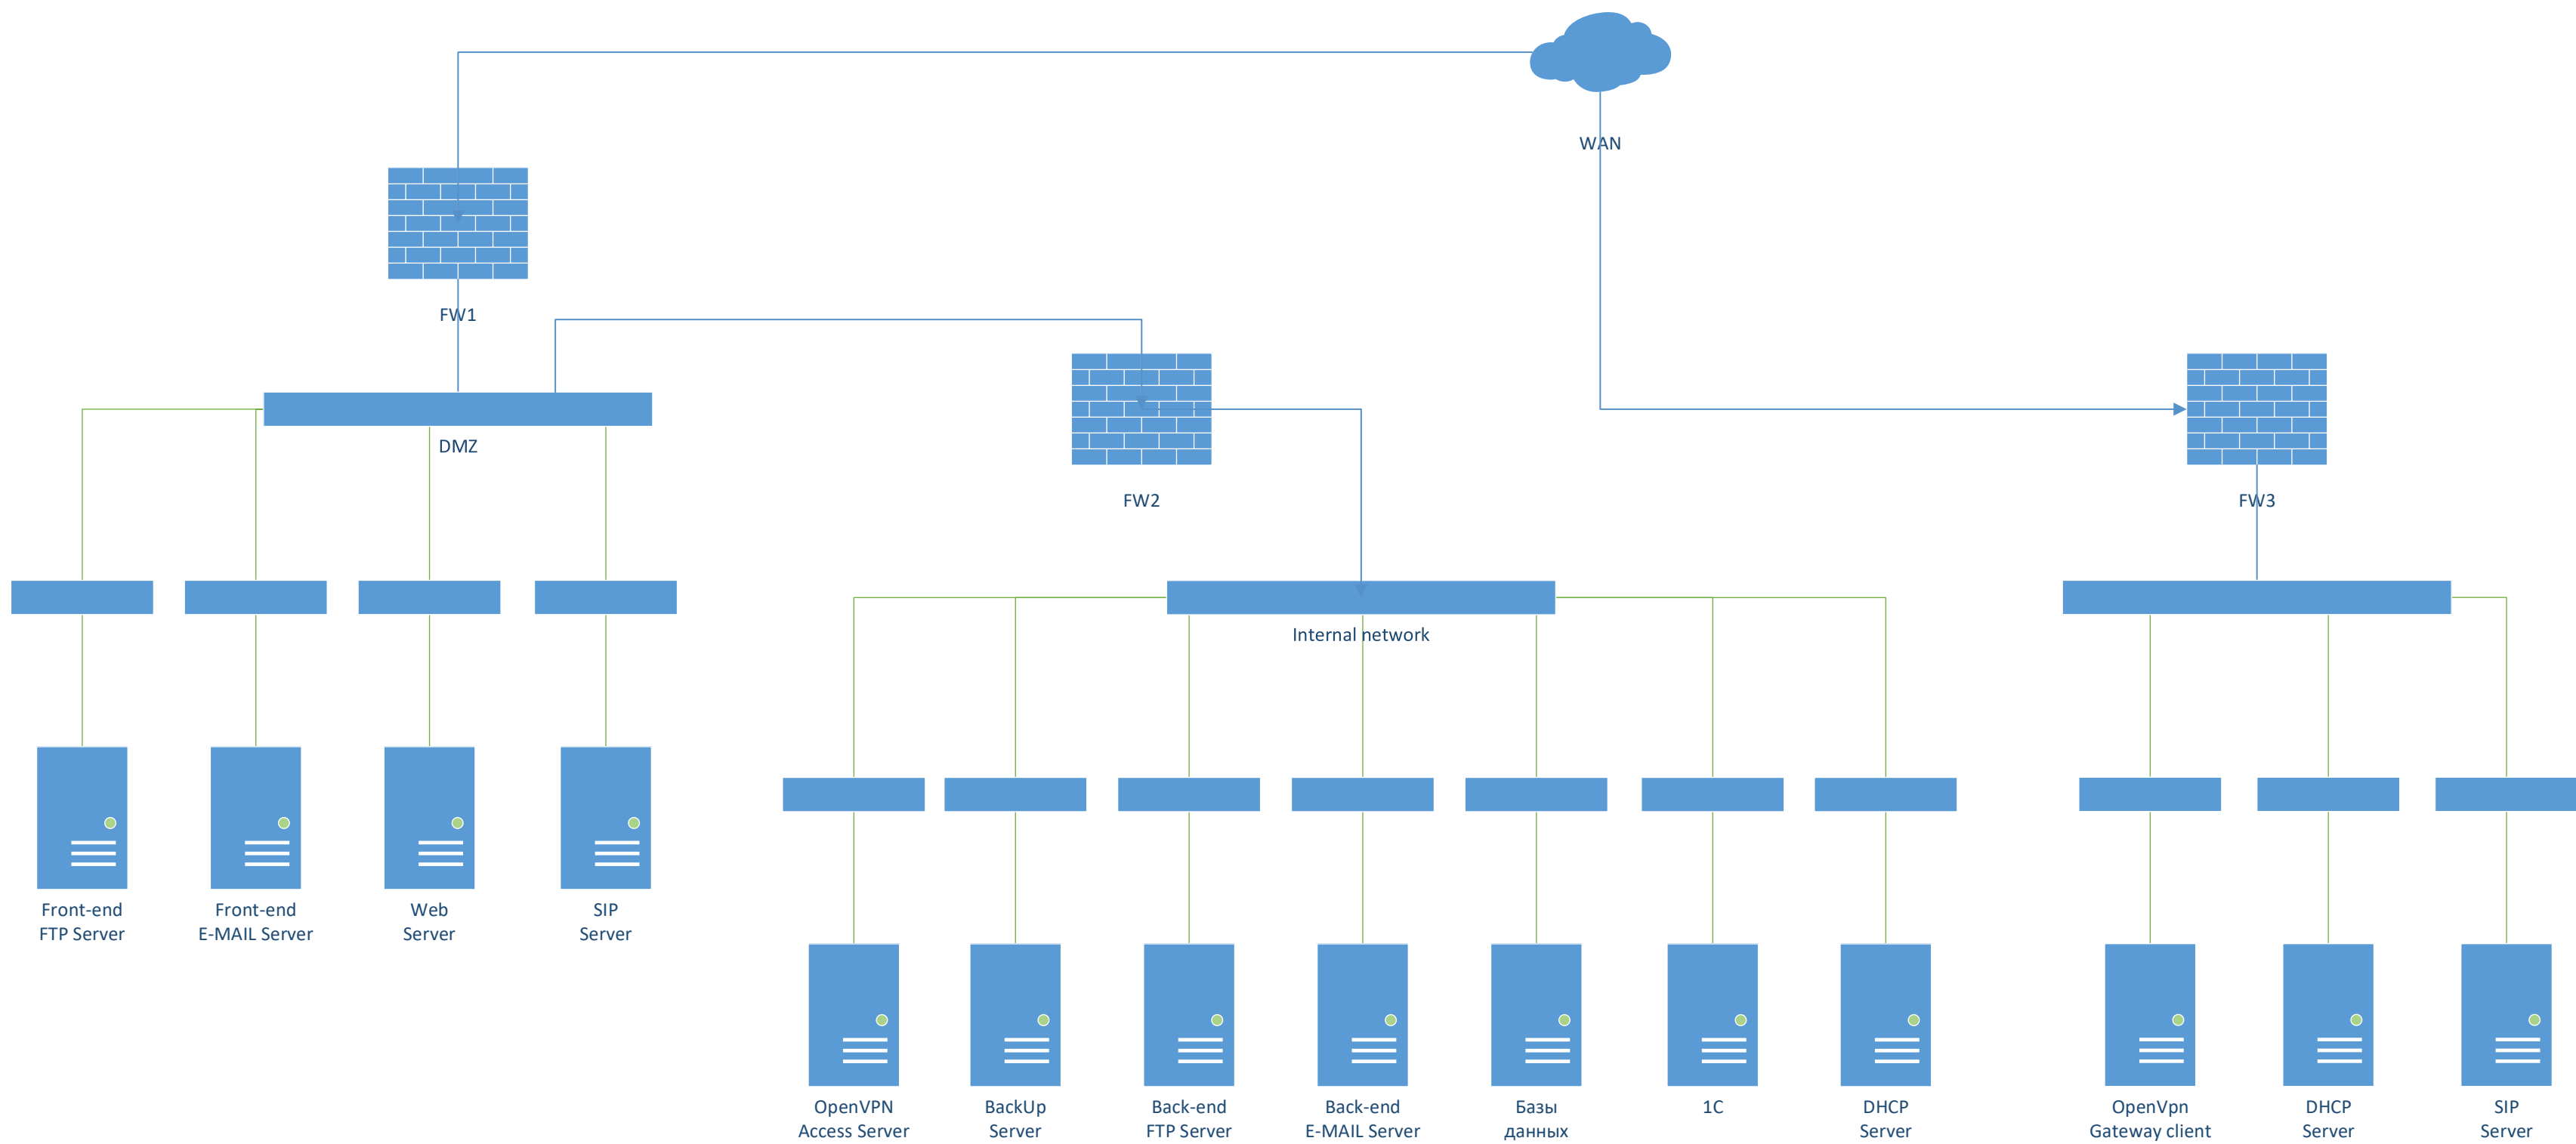 WAN
FW1
DMZ
FW2
FW3
Internal network
Front-end
FTP Server
Front-end
E-MAIL Server
Web
Server
SIP
Server
OpenVPN
Access Server
BackUp
Server
Back-end
FTP Server
Back-end
E-MAIL Server
Базы
данных
1С
DHCP
Server
OpenVpn
Gateway client
DHCP
Server
SIP
Server